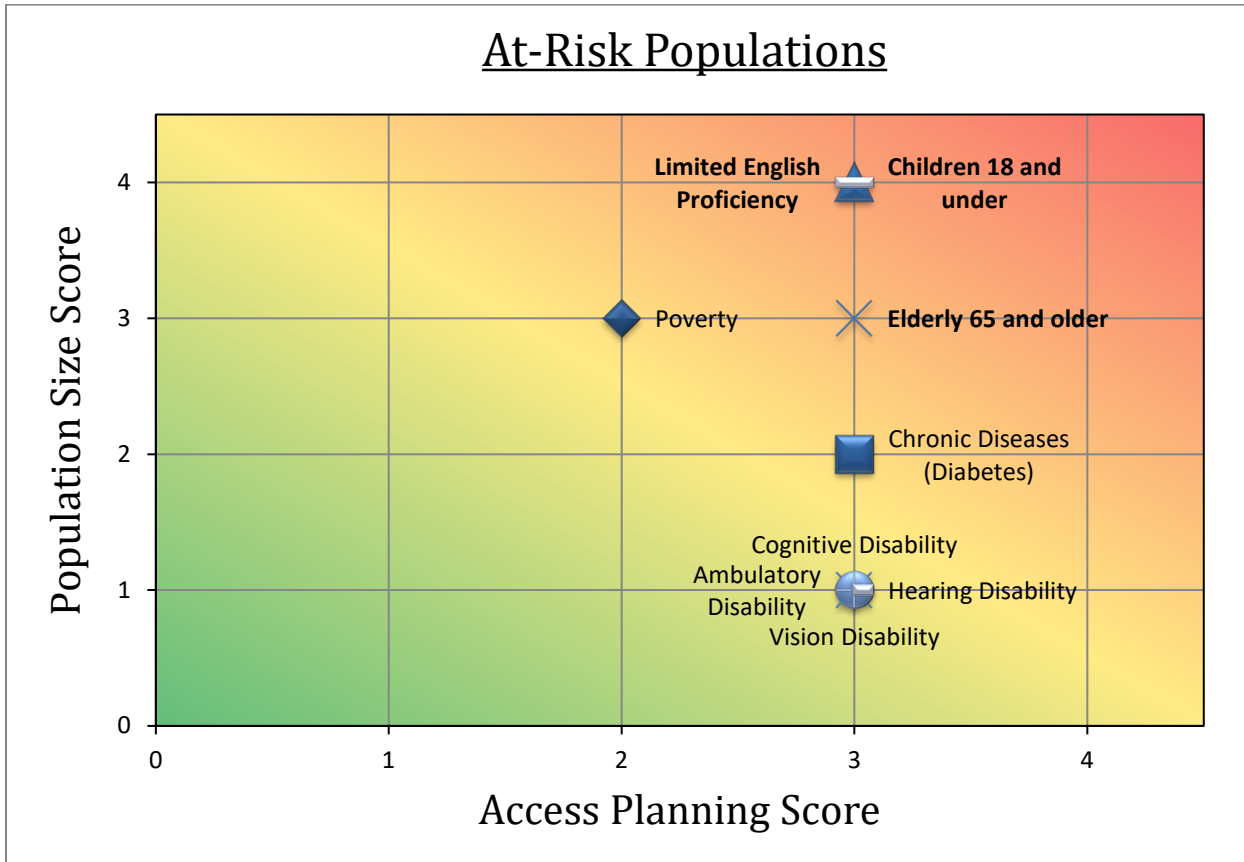 At-Risk Populations
Population Size Score
4
3
2
1
0
Limited English
Proficiency
Children 18 and
under
Poverty
Elderly 65 and older
Chronic Diseases
(Diabetes)
Cognitive Disability
Ambulatory
Disability
Hearing Disability
Vision Disability
0
1
2
3
4
Access Planning Score